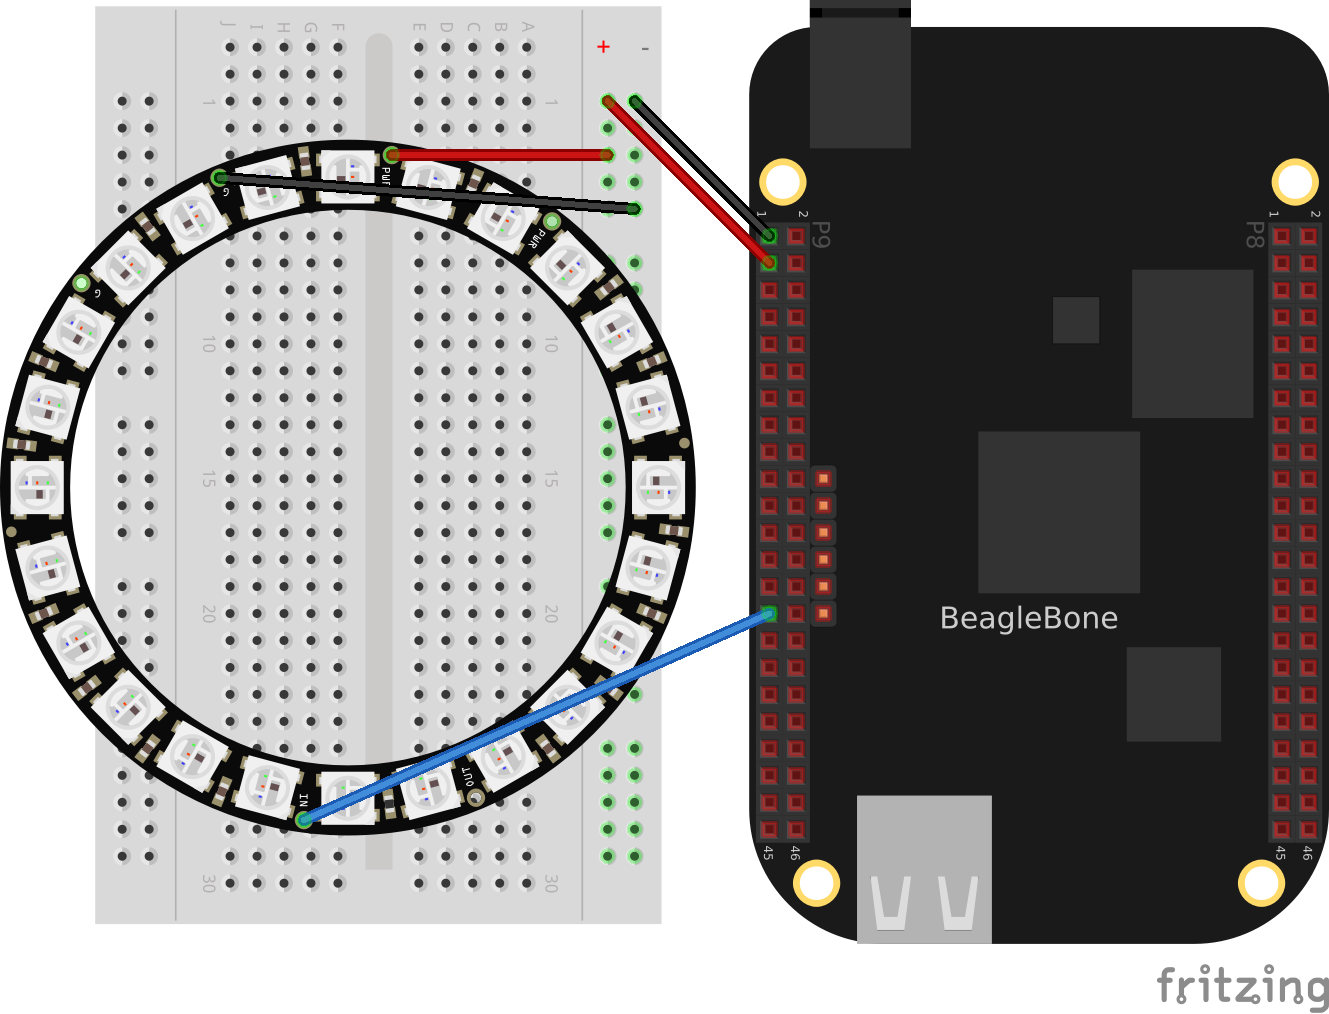 J I H G F E D C B A
+ -
1 1
PWR
G
PWR
G
1 2 P9
1 2 P8
10 10
15 15
20 20
BeagleBone
IN
OUT
45 46
45 46
30 30
fritzing